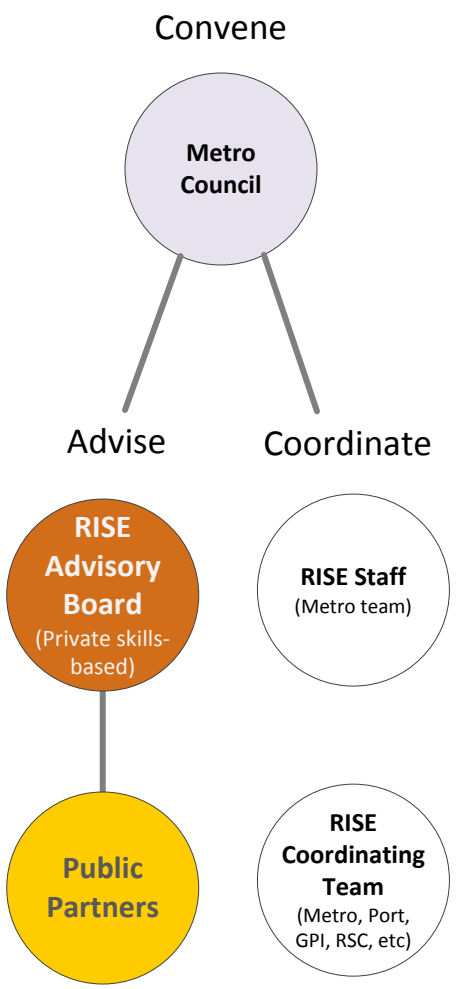 Convene
Metro
Council
Advise
Coordinate
RISE
Advisory
Board
(Private skills-
based)
RISE Staff
(Metro team)
Public
Partners
RISE
Coordinating
Team
(Metro, Port,
GPI, RSC, etc)